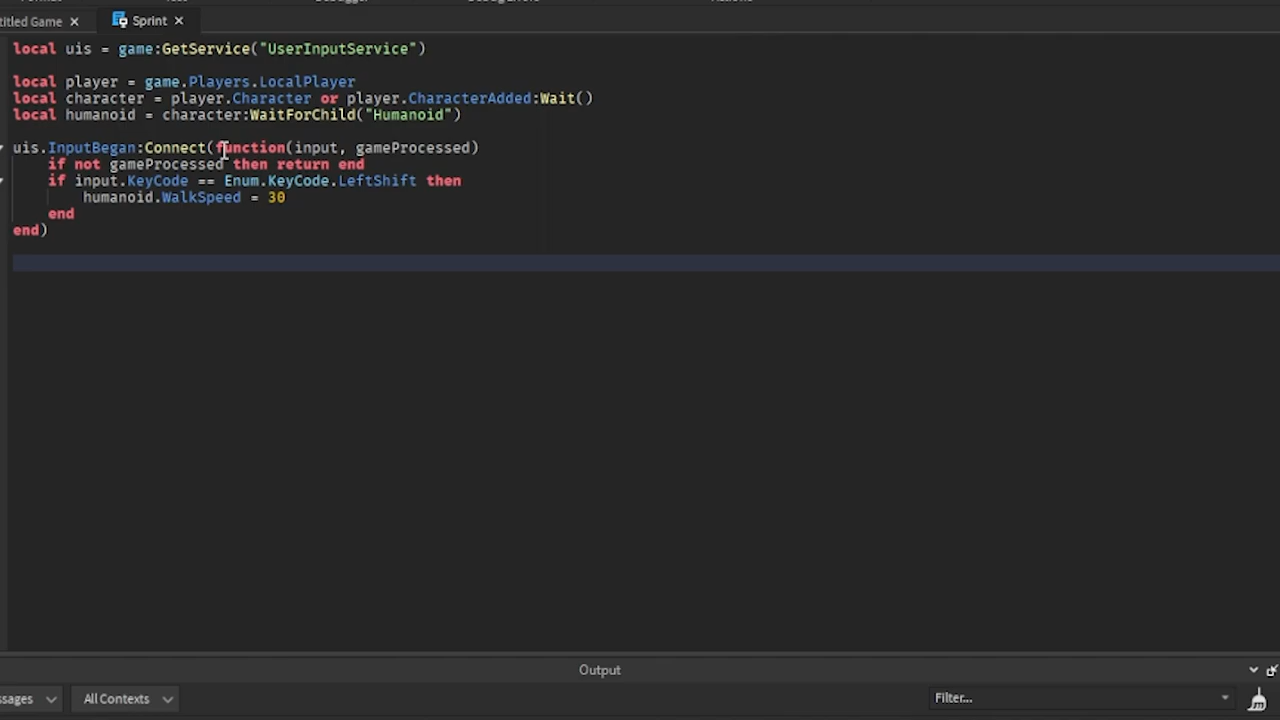 titled Game ×
Sprint ×
local uis = game:GetService("UserInputService")
local player = game.Players.LocalPlayer
local character = player.Character or player.CharacterAdded:Wait()
local humanoid = character:WaitForChild("Humanoid")
uis.InputBegan:Connect(function(input, gameProcessed)
if not gameProcessed then return end
if input.KeyCode == Enum.KeyCode.LeftShift then
humanoid.WalkSpeed = 30
end
end)
Output
ssages
All Contexts
Filter...